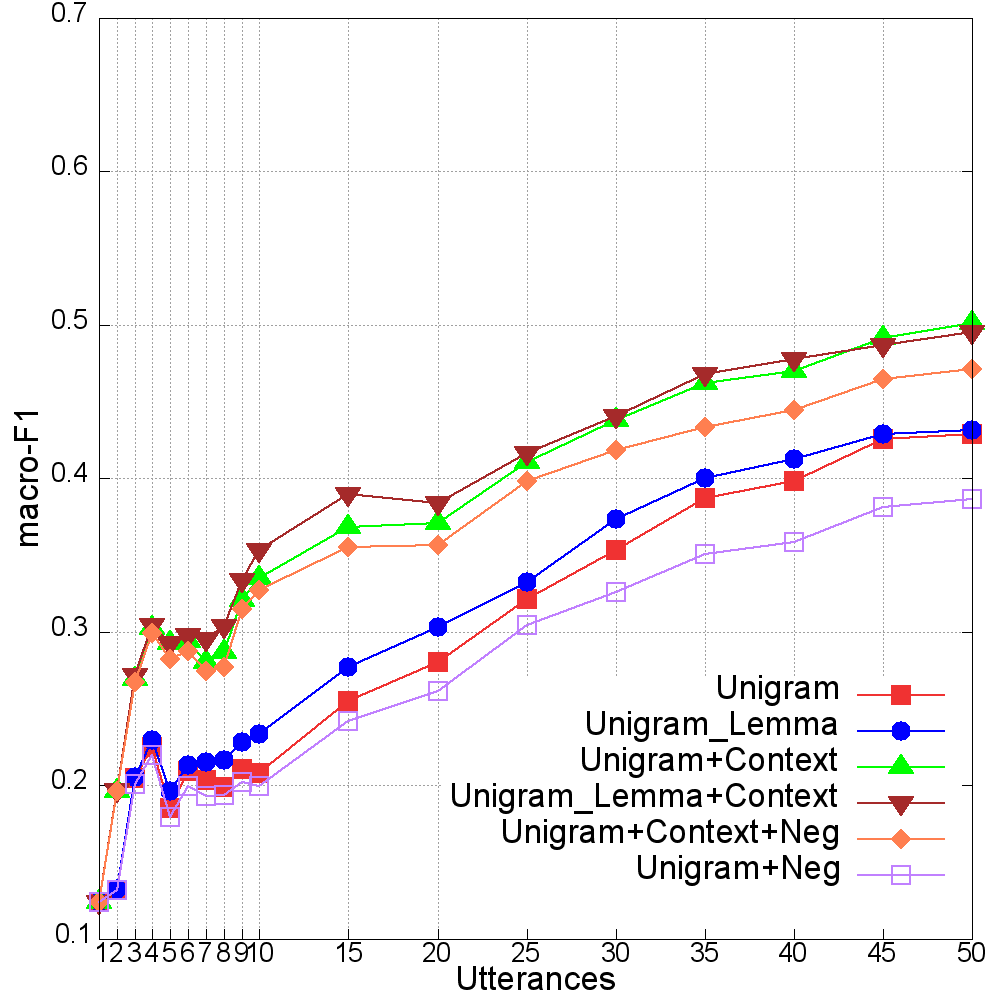 0.7
0.6
0.5
0.4
0.3
0.2
0.1
macro-F1
Unigram
Unigram_Lemma
Unigram+Context
Unigram_Lemma+Context
Unigram+Context+Neg
Unigram+Neg
1 2 3 4 5 6 7 8 9 10 15 20 25 30 35 40 45 50
Utterances